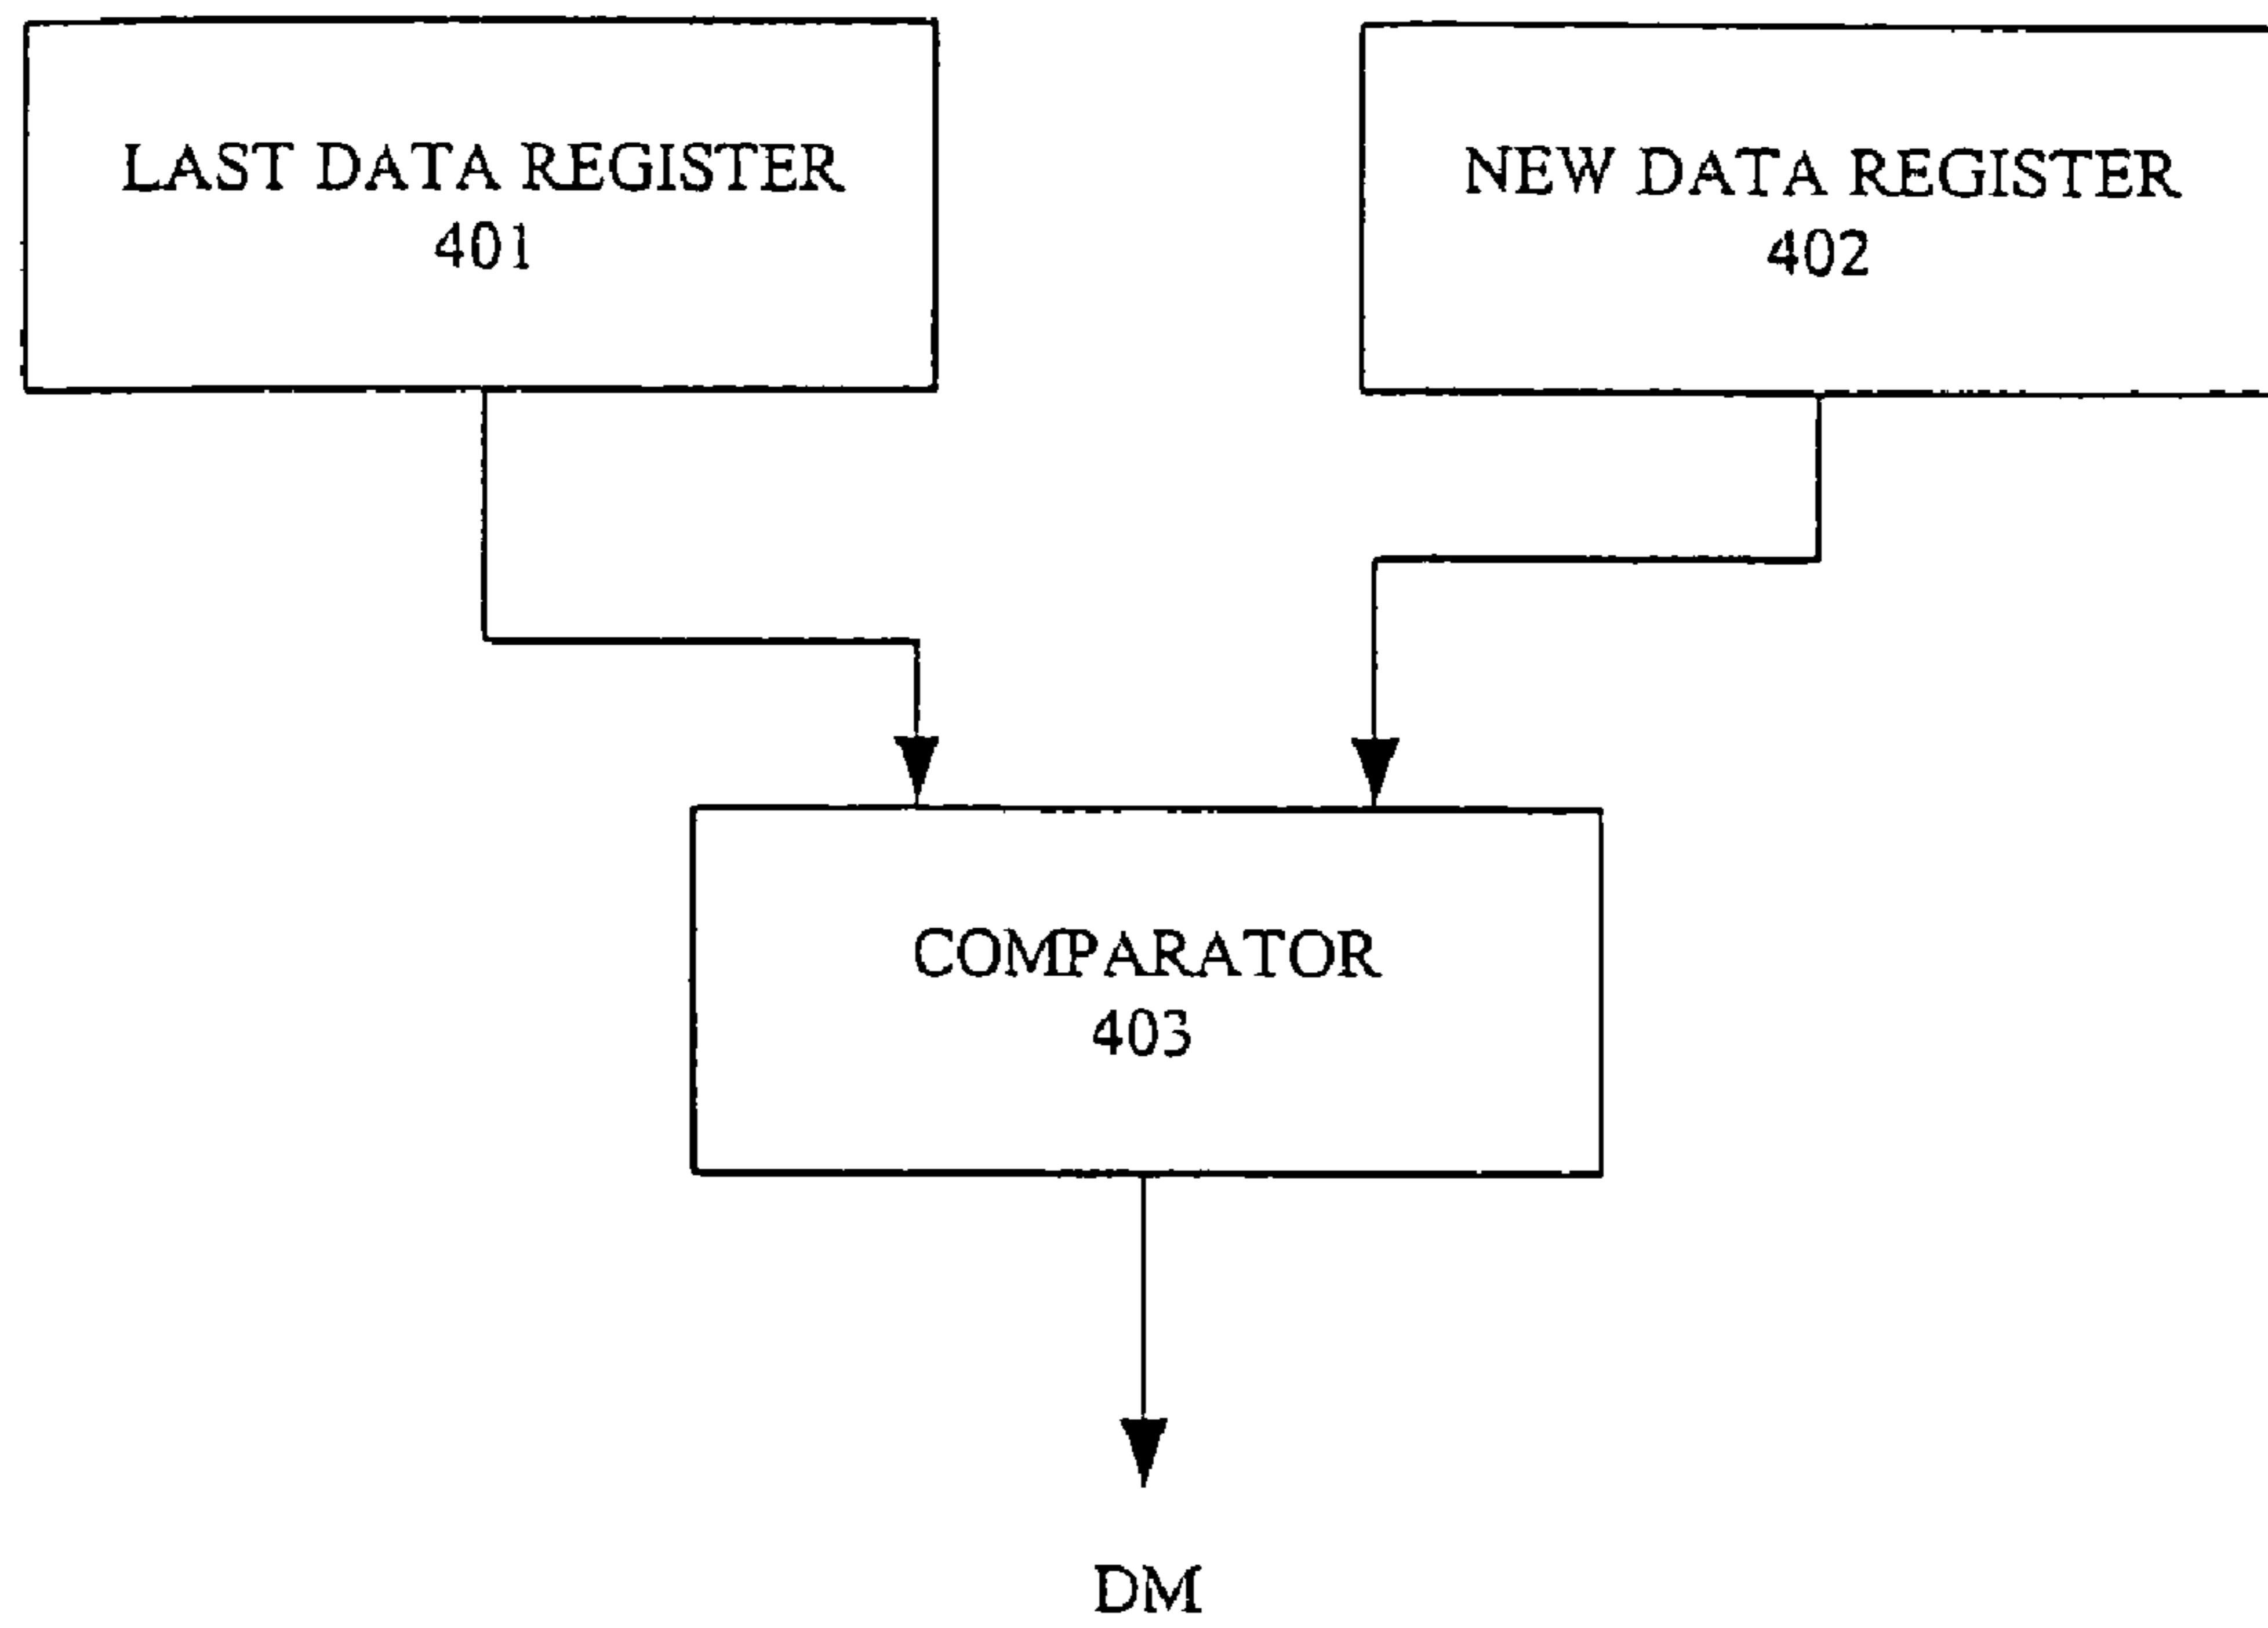 LAST DATA REGISTER
401
NEW DATA REGISTER
402
COMPARATOR
403
DM